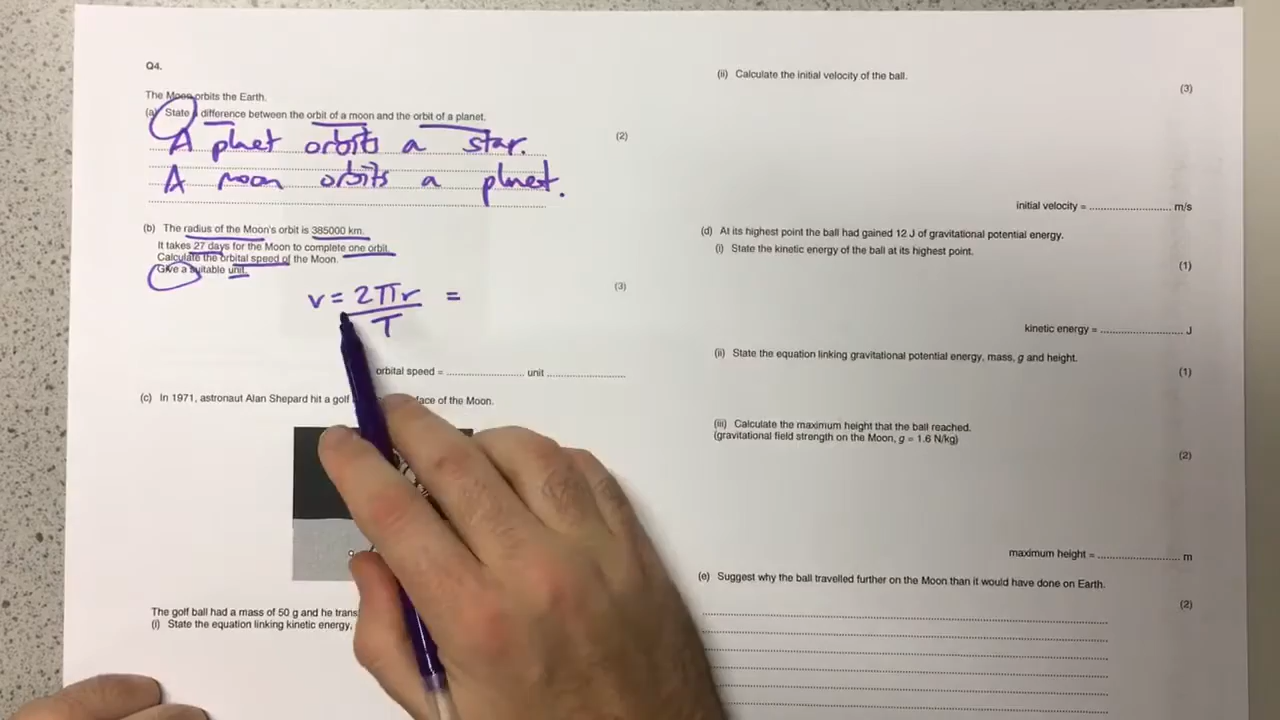 Q4.
The Moon orbits the Earth.
(a) State a difference between the orbit of a moon and the orbit of a planet.
(2)
A planet orbits a star.
A moon orbits a planet.
(b) The radius of the Moon's orbit is 385000 km.
It takes 27 days for the Moon to complete one orbit.
Calculate the orbital speed of the Moon.
Give a suitable unit.
(3)
v = 2πr =
T
orbital speed = ........................ unit ........................
(c) In 1971, astronaut Alan Shepard hit a golf face of the Moon.
The golf ball had a mass of 50 g and he
(i) State the equation linking kinetic energy,
(ii) Calculate the initial velocity of the ball.
(3)
initial velocity = ........................ m/s
(d) At its highest point the ball had gained 12 J of gravitational potential energy.
(i) State the kinetic energy of the ball at its highest point.
(1)
kinetic energy = ........................ J
(ii) State the equation linking gravitational potential energy, mass, g and height.
(1)
(iii) Calculate the maximum height that the ball reached.
(gravitational field strength on the Moon, g = 1.6 N/kg)
(2)
maximum height = ........................ m
(e) Suggest why the ball travelled further on the Moon than it would have done on Earth.
(2)